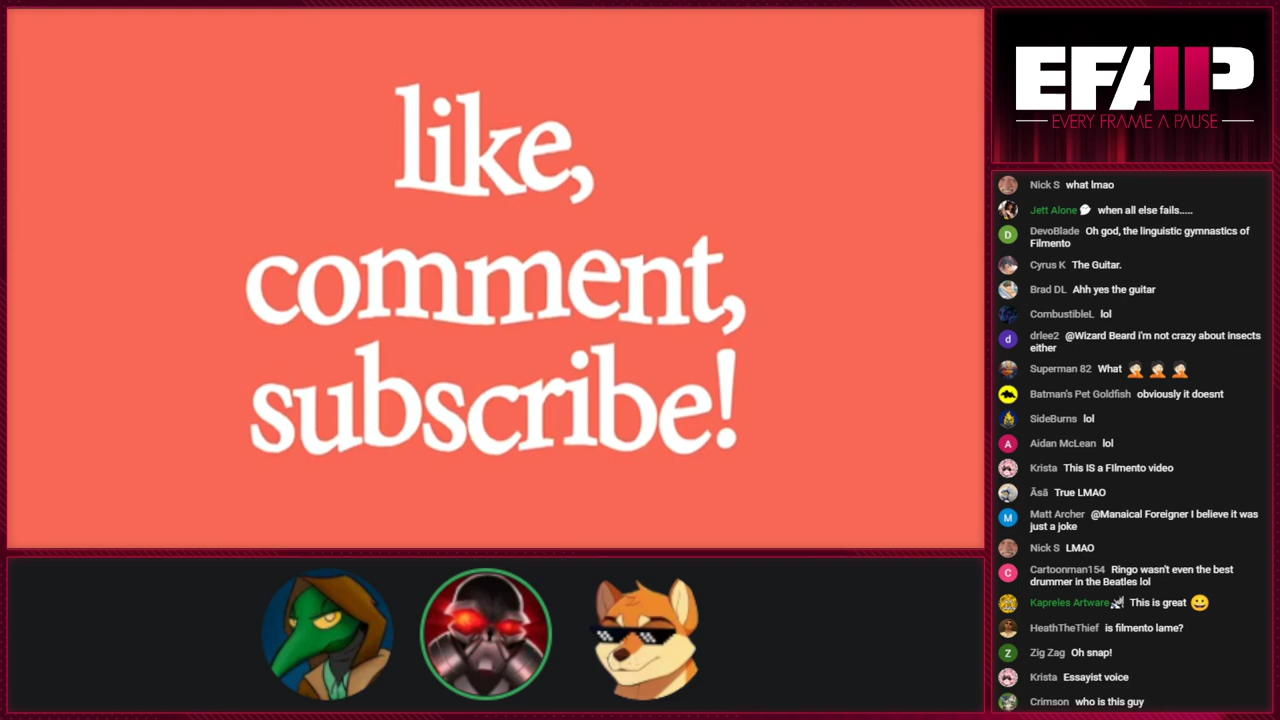 like,
comment,
subscribe!
EFAP
EVERY FRAME A PAUSE
Nick S what lmao
Jett Alone when all else fails.....
D
DevoBlade Oh god, the linguistic gymnastics of
Filmento
Cyrus K The Guitar.
Brad DL Ahh yes the guitar
CombustibleL lol
d
drlee2 @Wizard Beard i'm not crazy about insects
either
Superman 82 What 🤦🏻 🤦🏻 🤦🏻
Batman's Pet Goldfish obviously it doesnt
SideBurns lol
A
Aidan McLean lol
Krista This IS a FIlmento video
Āsā True LMAO
M
Matt Archer @Manaical Foreigner I believe it was
just a joke
Nick S LMAO
C
Cartoonman154 Ringo wasn't even the best
drummer in the Beatles lol
Kapreles Artware This is great 😀
HeathTheThief is filmento lame?
Z
Zig Zag Oh snap!
Krista Essayist voice
Crimson who is this guy